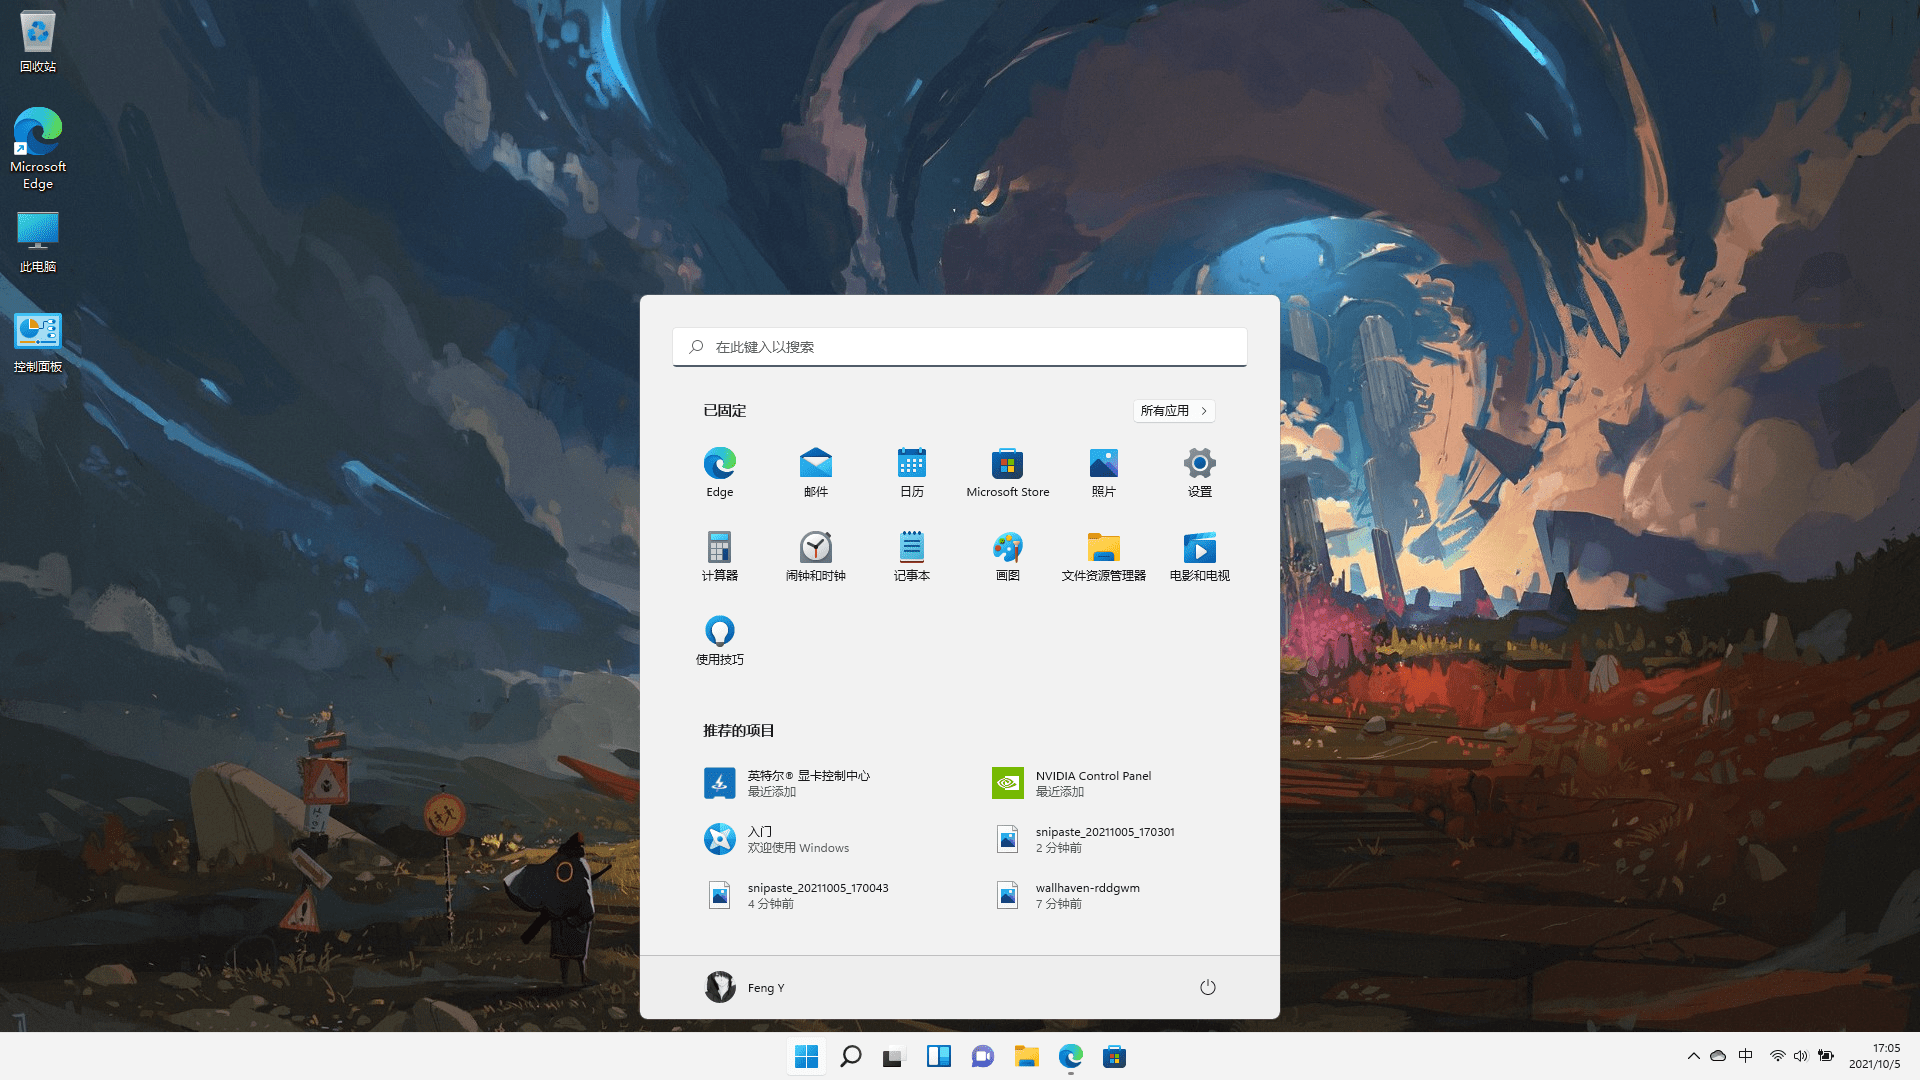 回收站
Microsoft
Edge
此电脑
控制面板
在此键入以搜索
已固定
所有应用
Edge
邮件
日历
Microsoft Store
照片
设置
计算器
闹钟和时钟
记事本
画图
文件资源管理器
电影和电视
使用技巧
推荐的项目
英特尔® 显卡控制中心
最近添加
NVIDIA Control Panel
最近添加
入门
欢迎使用 Windows
snipaste_20211005_170301
2 分钟前
snipaste_20211005_170043
4 分钟前
wallhaven-rddgwm
7 分钟前
Feng Y
中
17:05
2021/10/5